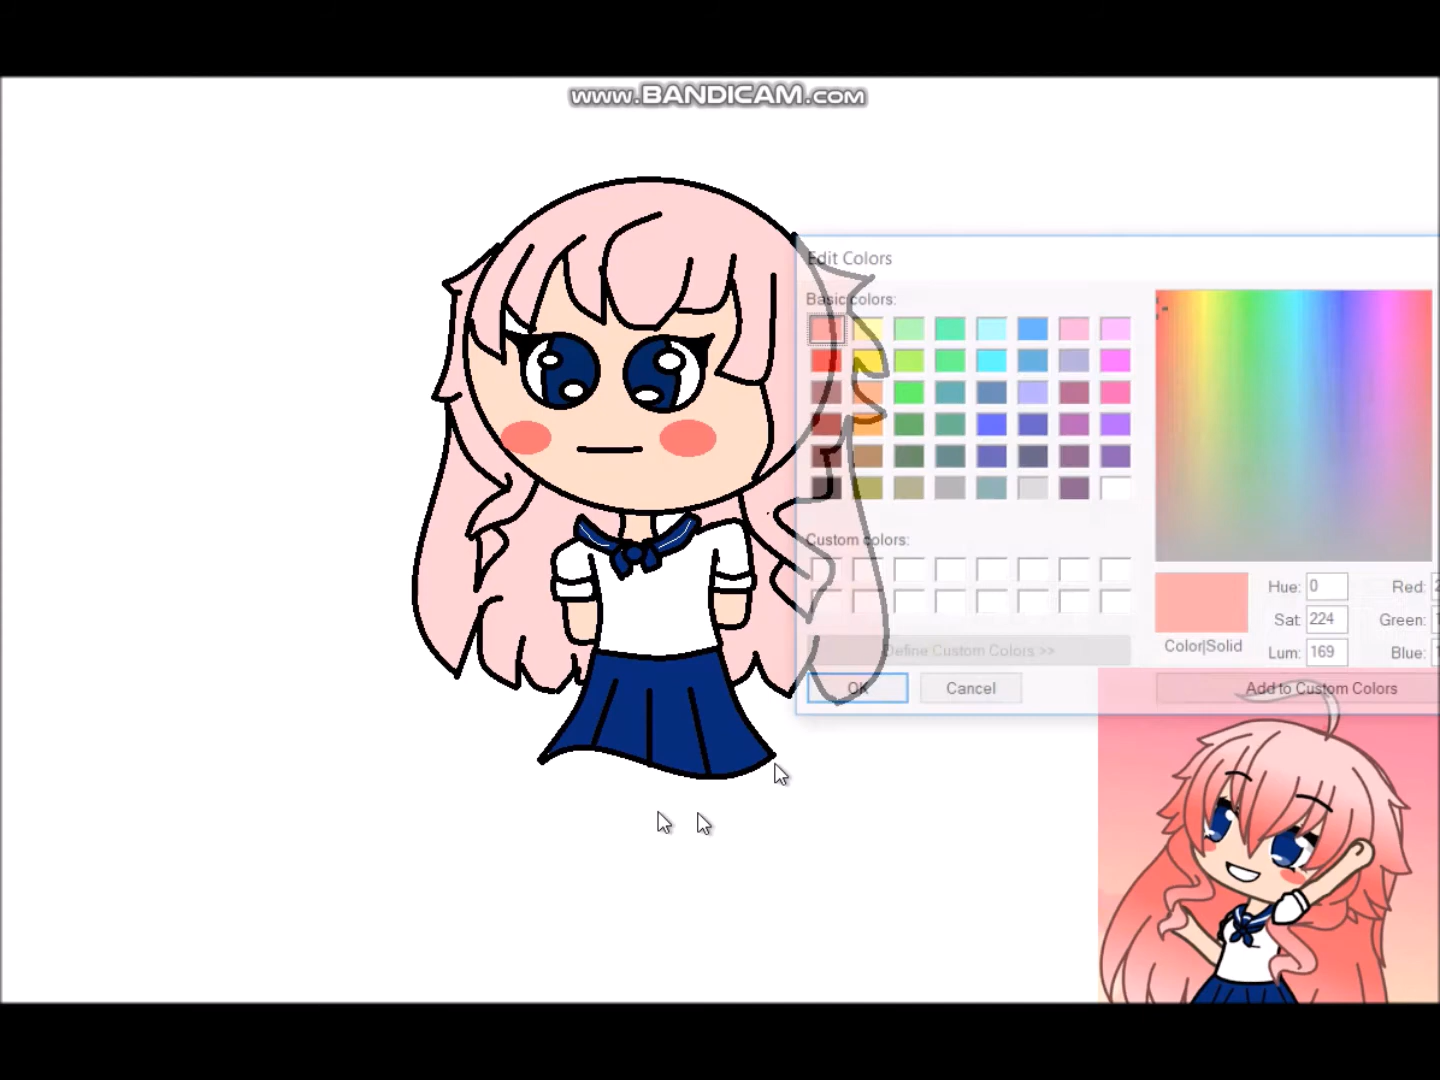 www.BANDICAM.com
Edit Colors
Basic colors:
Custom colors:
Define Custom Colors >>
OK
Cancel
Hue: 0
Red:
Sat: 224
Green:
Color|Solid
Lum: 169
Blue:
Add to Custom Colors